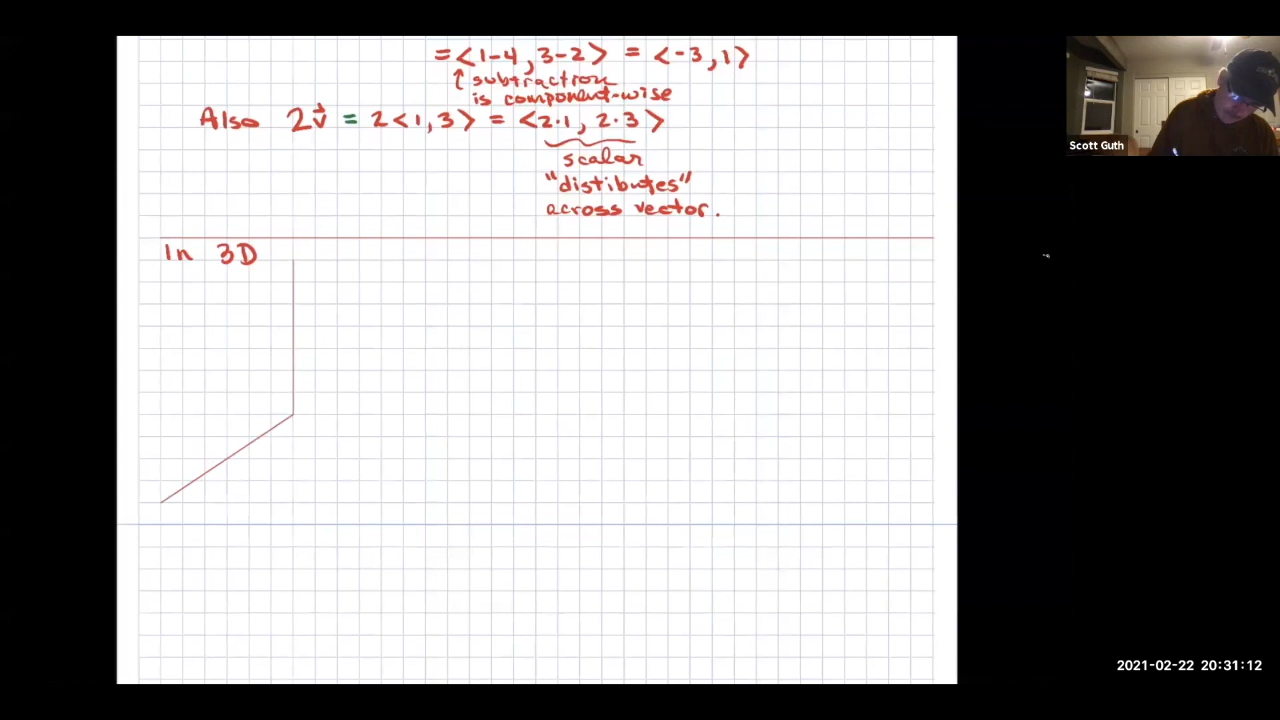 = <1-4, 3-2> = <-3, 1>
↑ subtraction
is component-wise
Also 2v⃗ = 2<1, 3> = <2·1, 2·3>
scalar
"distibutes"
across vector.
In 3D
Scott Guth
2021-02-22 20:31:12